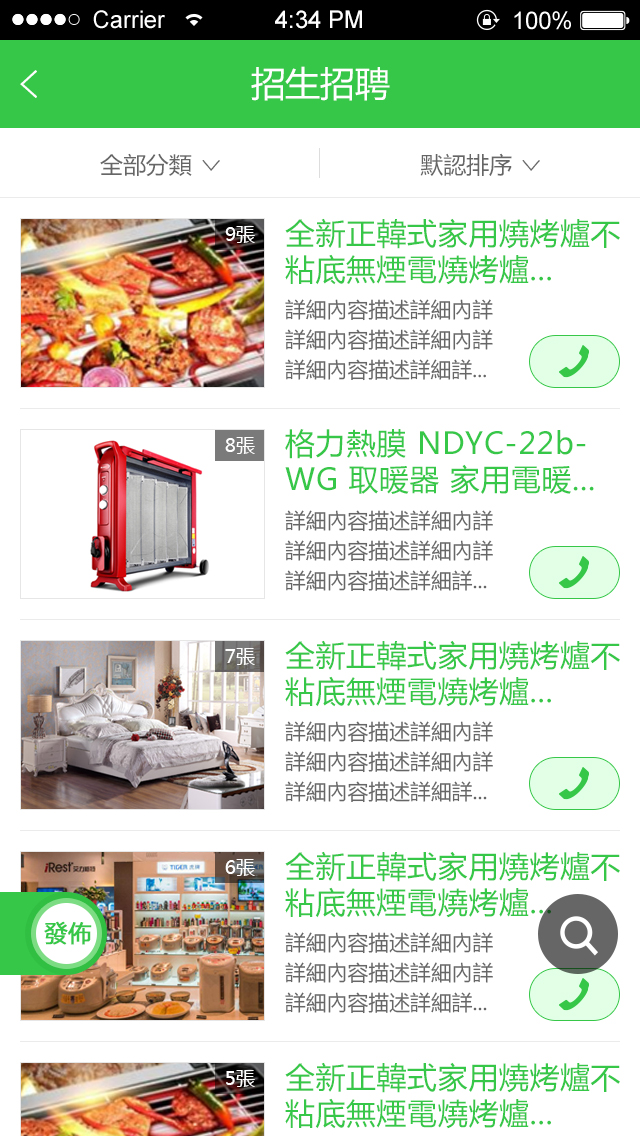 Carrier 4:34 PM 100%
招生招聘
全部分類 默認排序
9張
全新正韓式家用燒烤爐不
粘底無煙電燒烤爐...
詳細內容描述詳細內詳
詳細內容描述詳細內詳
詳細內容描述詳細詳...
8張
格力熱膜 NDYC-22b-
WG 取暖器 家用電暖...
詳細內容描述詳細內詳
詳細內容描述詳細內詳
詳細內容描述詳細詳...
7張
全新正韓式家用燒烤爐不
粘底無煙電燒烤爐...
詳細內容描述詳細內詳
詳細內容描述詳細內詳
詳細內容描述詳細詳...
iRest TIGER
6張
全新正韓式家用燒烤爐不
粘底無煙電燒烤爐...
詳細內容描述詳細內詳
詳細內容描述詳細內詳
詳細內容描述詳細詳...
發佈
5張
全新正韓式家用燒烤爐不
粘底無煙電燒烤爐...